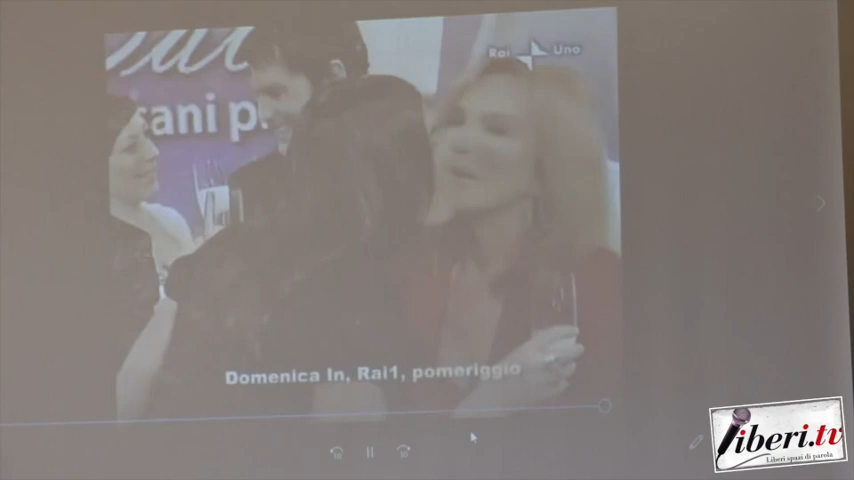 Rai Uno
sani p
Domenica In, Rai1, pomeriggio
liberi.tv
Liberi spazi di parola